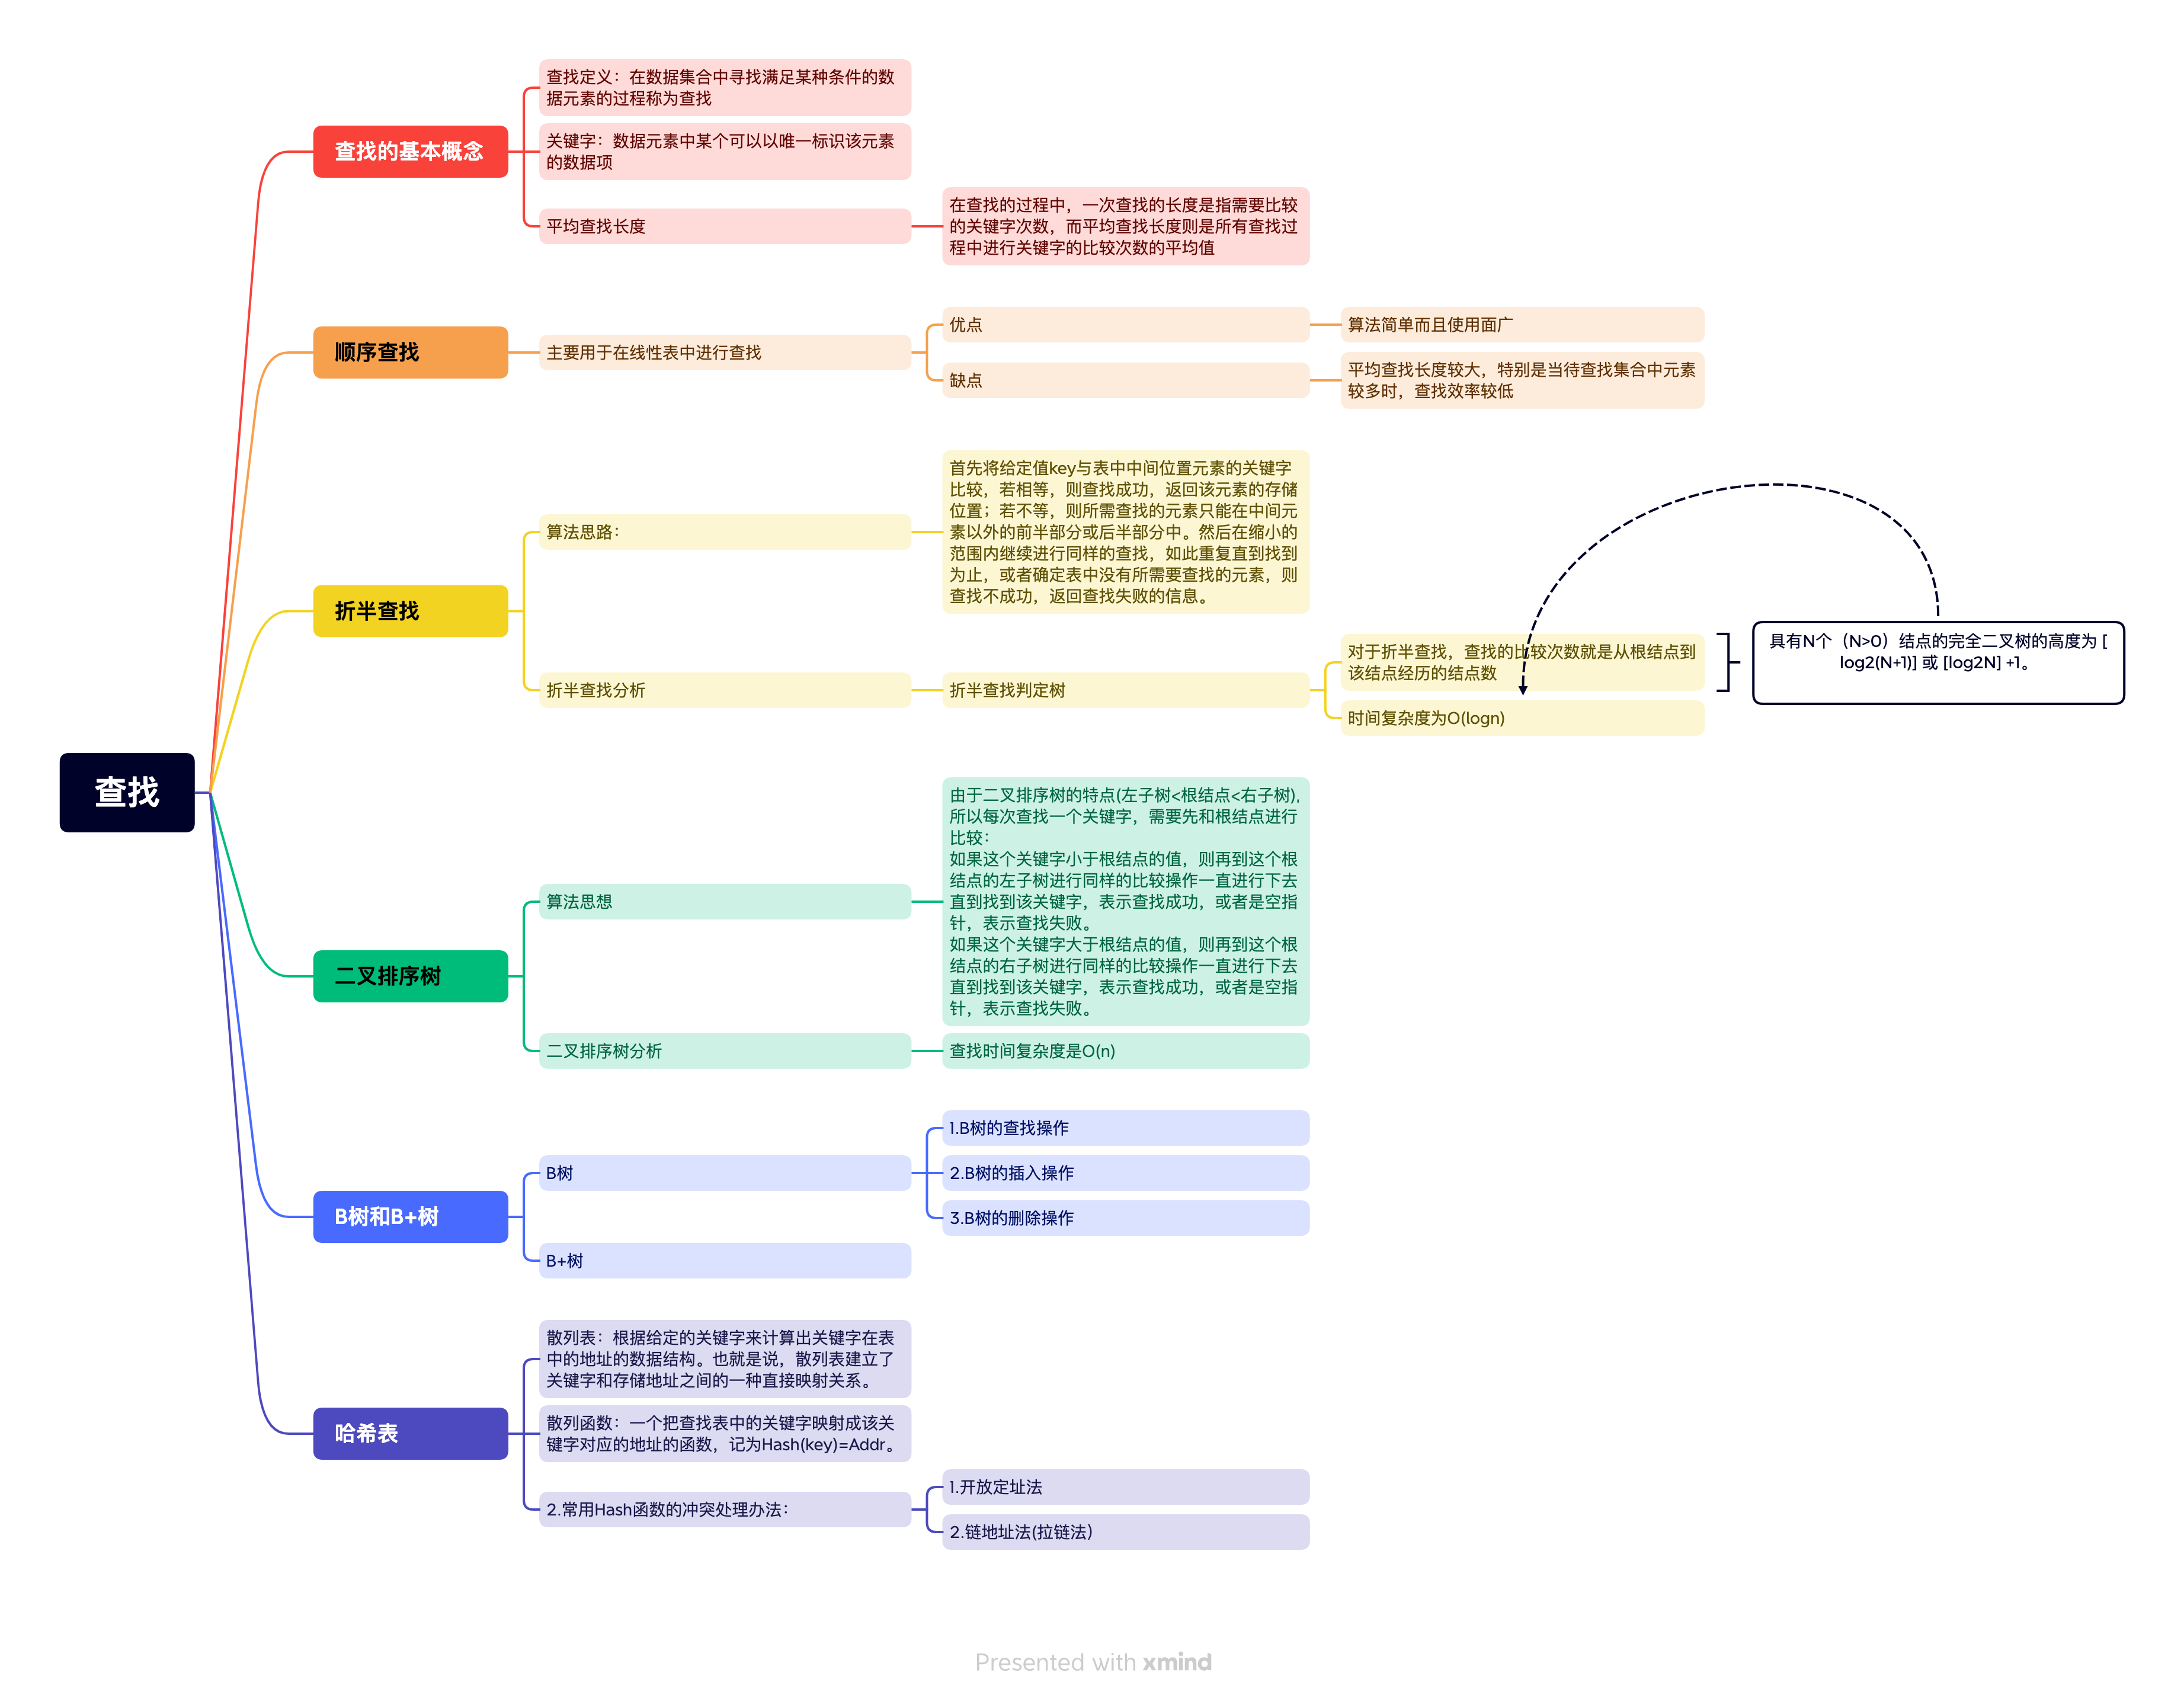 查找
查找的基本概念
查找定义：在数据集合中寻找满足某种条件的数
据元素的过程称为查找
关键字：数据元素中某个可以以唯一标识该元素
的数据项
平均查找长度
在查找的过程中，一次查找的长度是指需要比较
的关键字次数，而平均查找长度则是所有查找过
程中进行关键字的比较次数的平均值
顺序查找
主要用于在线性表中进行查找
优点
算法简单而且使用面广
缺点
平均查找长度较大，特别是当待查找集合中元素
较多时，查找效率较低
折半查找
算法思路：
首先将给定值key与表中中间位置元素的关键字
比较，若相等，则查找成功，返回该元素的存储
位置；若不等，则所需查找的元素只能在中间元
素以外的前半部分或后半部分中。然后在缩小的
范围内继续进行同样的查找，如此重复直到找到
为止，或者确定表中没有所需要查找的元素，则
查找不成功，返回查找失败的信息。
折半查找分析
折半查找判定树
对于折半查找，查找的比较次数就是从根结点到
该结点经历的结点数
时间复杂度为O(logn)
具有N个（N>0）结点的完全二叉树的高度为 [
log2(N+1)] 或 [log2N] +1。
二叉排序树
算法思想
由于二叉排序树的特点(左子树<根结点<右子树),
所以每次查找一个关键字，需要先和根结点进行
比较：
如果这个关键字小于根结点的值，则再到这个根
结点的左子树进行同样的比较操作一直进行下去
直到找到该关键字，表示查找成功，或者是空指
针，表示查找失败。
如果这个关键字大于根结点的值，则再到这个根
结点的右子树进行同样的比较操作一直进行下去
直到找到该关键字，表示查找成功，或者是空指
针，表示查找失败。
二叉排序树分析
查找时间复杂度是O(n)
B树和B+树
B树
1.B树的查找操作
2.B树的插入操作
3.B树的删除操作
B+树
哈希表
散列表：根据给定的关键字来计算出关键字在表
中的地址的数据结构。也就是说，散列表建立了
关键字和存储地址之间的一种直接映射关系。
散列函数：一个把查找表中的关键字映射成该关
键字对应的地址的函数，记为Hash(key)=Addr。
2.常用Hash函数的冲突处理办法：
1.开放定址法
2.链地址法(拉链法)
Presented with xmind